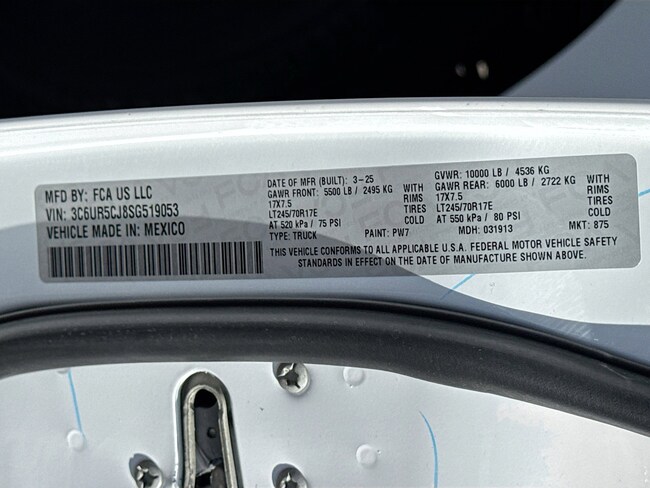 MFD BY: FCA US LLC
VIN: 3C6UR5CJ8SG519053
VEHICLE MADE IN: MEXICO
DATE OF MFR (BUILT): 3-25
GAWR FRONT: 5500 LB / 2495 KG WITH
17X7.5 RIMS
LT245/70R17E TIRES
AT 520 kPa / 75 PSI COLD
TYPE: TRUCK PAINT: PW7
GVWR: 10000 LB / 4536 KG
GAWR REAR: 6000 LB / 2722 KG WITH
17X7.5 RIMS
LT245/70R17E TIRES
AT 550 kPa / 80 PSI COLD
MDH: 031913 MKT: 875
THIS VEHICLE CONFORMS TO ALL APPLICABLE U.S.A. FEDERAL MOTOR VEHICLE SAFETY
STANDARDS IN EFFECT ON THE DATE OF MANUFACTURE SHOWN ABOVE.